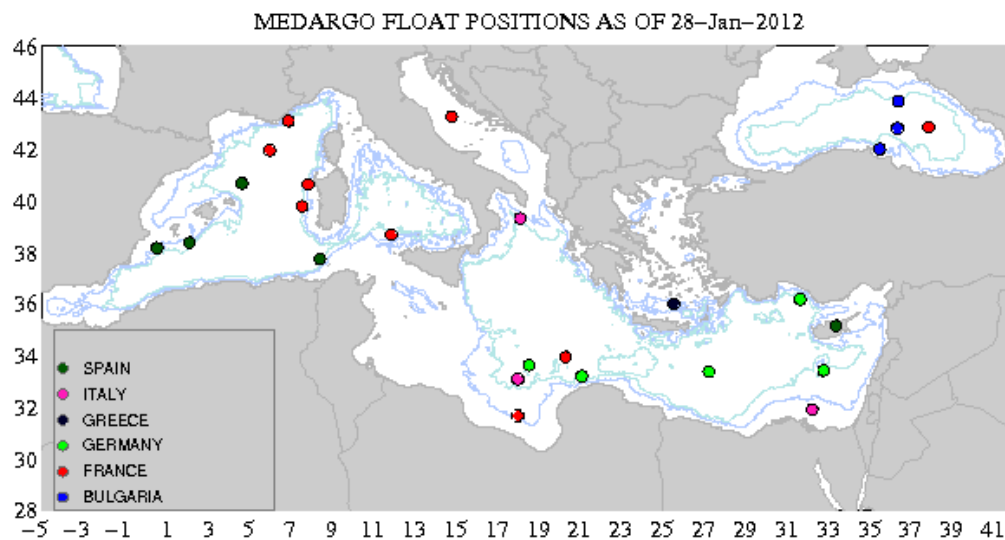 MEDARGO FLOAT POSITIONS AS OF 28-Jan-2012
46
44
42
40
38
36
34
32
30
28
SPAIN
ITALY
GREECE
GERMANY
FRANCE
BULGARIA
-5 -3 -1 1 3 5 7 9 11 13 15 17 19 21 23 25 27 29 31 33 35 37 39 41